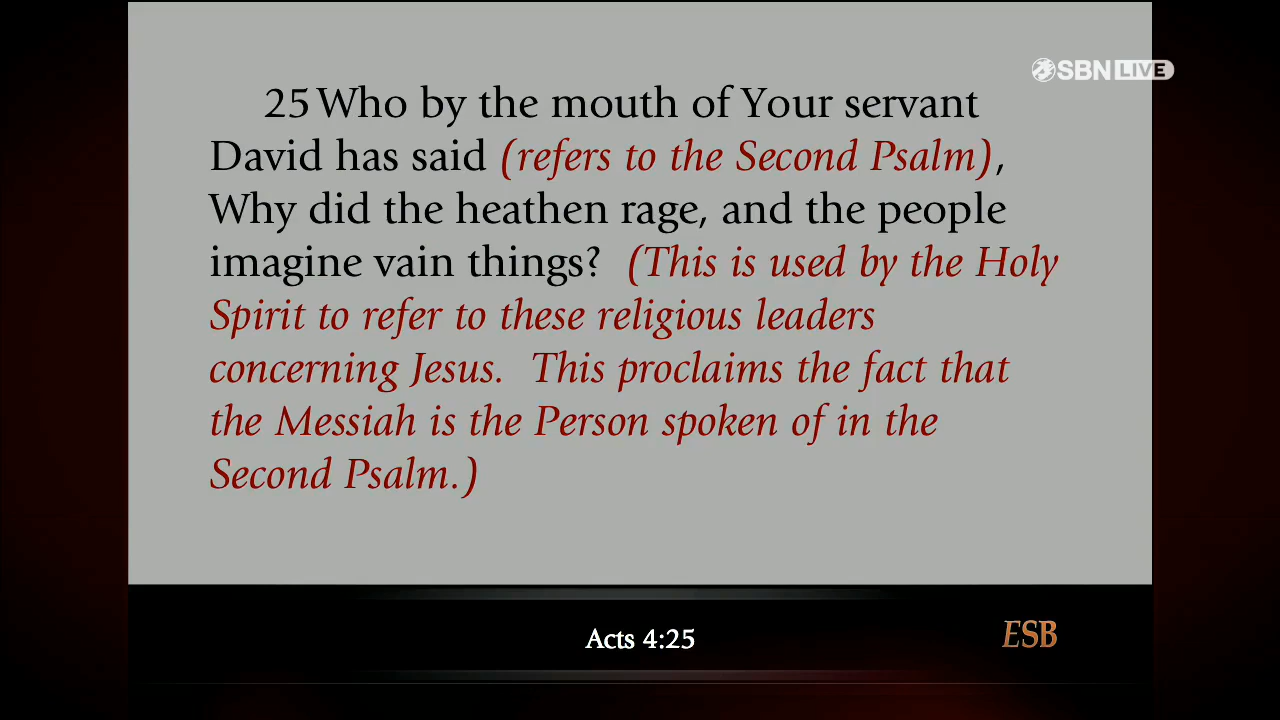 SBN LIVE
25 Who by the mouth of Your servant
David has said (refers to the Second Psalm),
Why did the heathen rage, and the people
imagine vain things? (This is used by the Holy
Spirit to refer to these religious leaders
concerning Jesus. This proclaims the fact that
the Messiah is the Person spoken of in the
Second Psalm.)
Acts 4:25
ESB